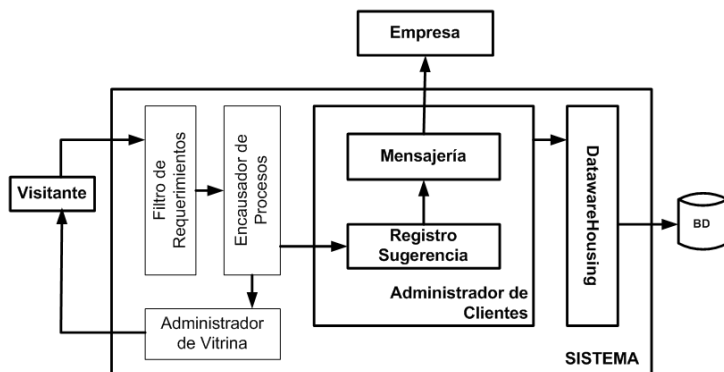 Empresa
Filtro de
Requerimientos
Encausador de
Procesos
Mensajería
DatawareHousing
Visitante
BD
Registro
Sugerencia
Administrador de
Clientes
Administrador
de Vitrina
SISTEMA